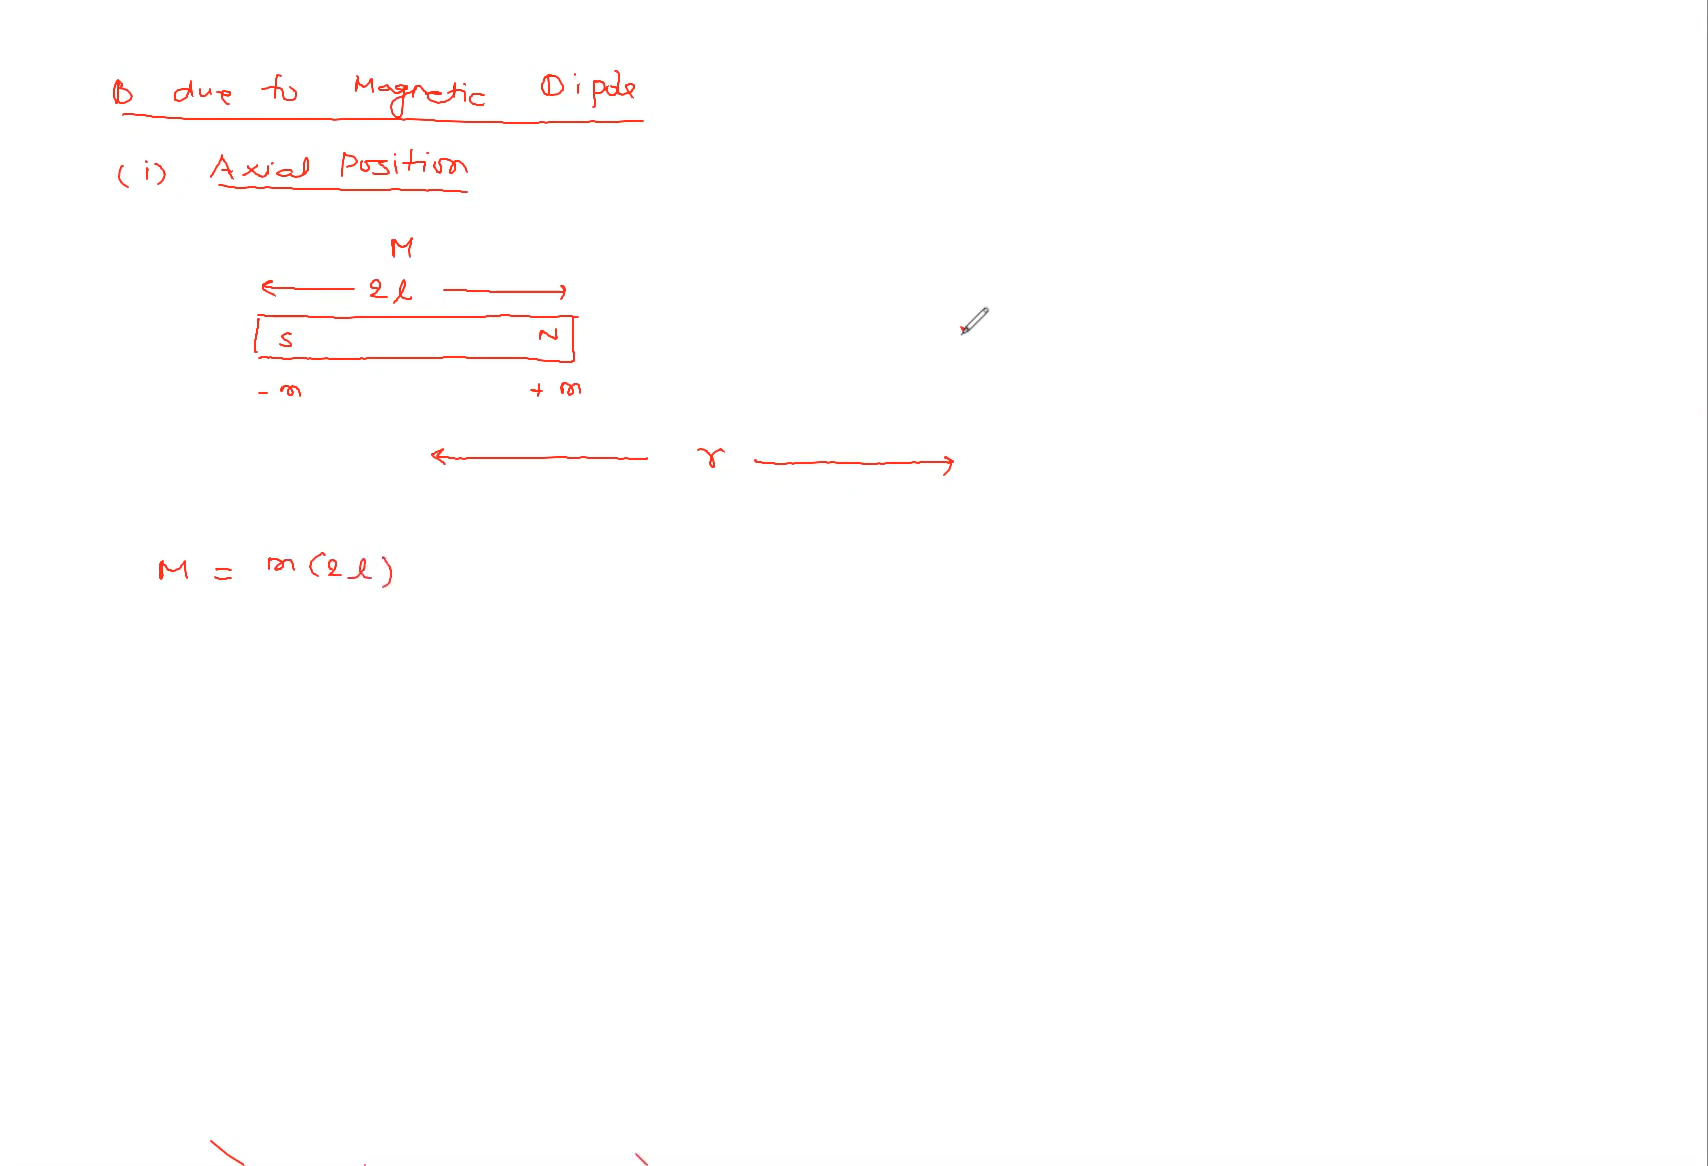 B due to Magnetic Dipole
(i) Axial Position
M
2l
S N
- m + m
r
M = m(2l)